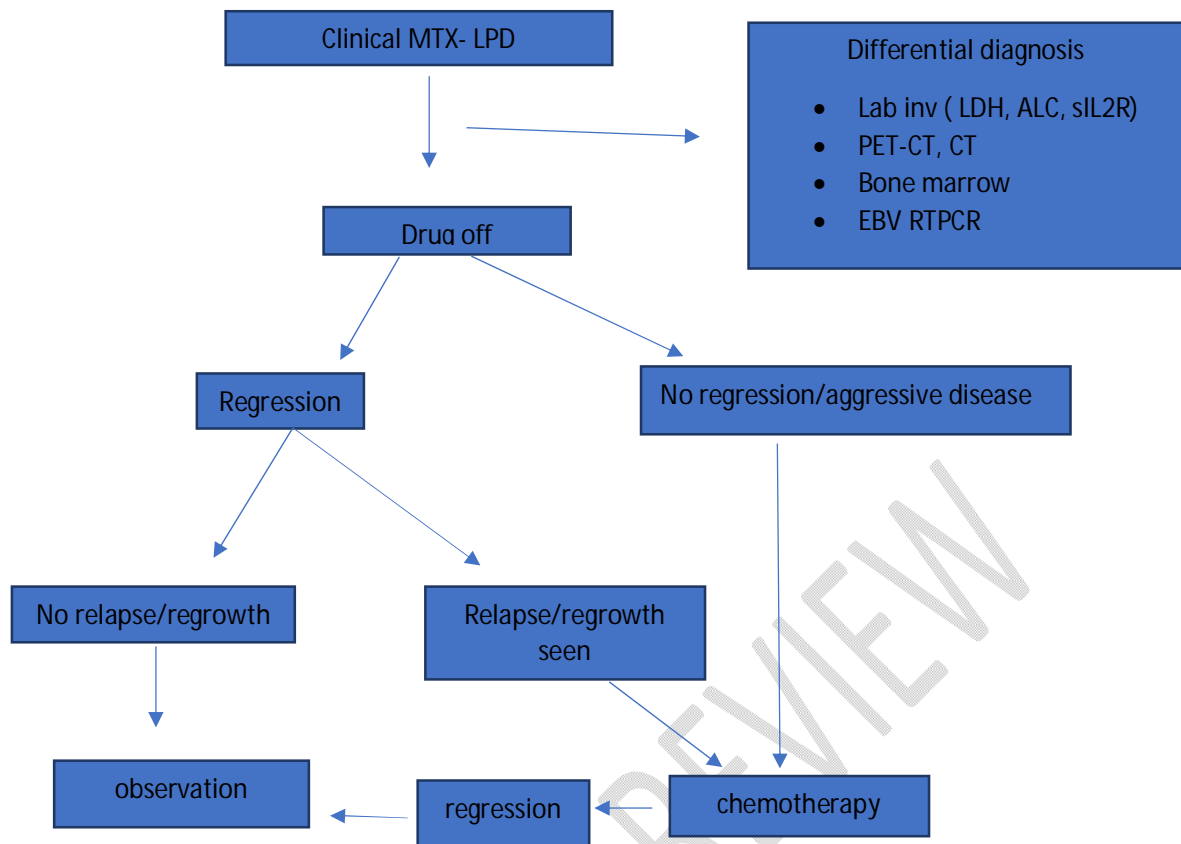 Clinical MTX- LPD
Differential diagnosis
• Lab inv ( LDH, ALC, sIL2R)
• PET-CT, CT
• Bone marrow
• EBV RTPCR
Drug off
Regression
No regression/aggressive disease
No relapse/regrowth
Relapse/regrowth
seen
observation
regression
chemotherapy
REVIEW